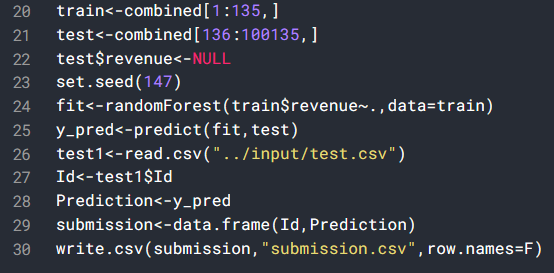 20 train<-combined[1:135,]
21 test<-combined[136:100135,]
22 test$revenue<-NULL
23 set.seed(147)
24 fit<-randomForest(train$revenue~.,data=train)
25 y_pred<-predict(fit,test)
26 test1<-read.csv("../input/test.csv")
27 Id<-test1$Id
28 Prediction<-y_pred
29 submission<-data.frame(Id,Prediction)
30 write.csv(submission,"submission.csv",row.names=F)